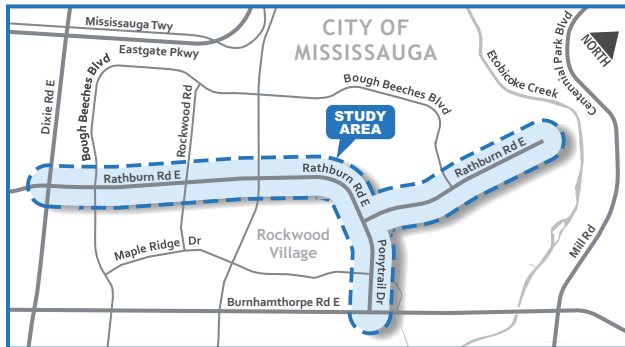 Mississauga Twy
Eastgate Pkwy
CITY OF
MISSISSAUGA
Centennial Park Blvd
NORTH
Etobicoke Creek
Dixie Rd E
Bough Beeches Blvd
Rockwood Rd
Bough Beeches Blvd
STUDY
AREA
Rathburn Rd E
Rathburn Rd E
Rathburn Rd E
Rockwood
Village
Maple Ridge Dr
Ponytrail Dr
Mill Rd
Burnhamthorpe Rd E